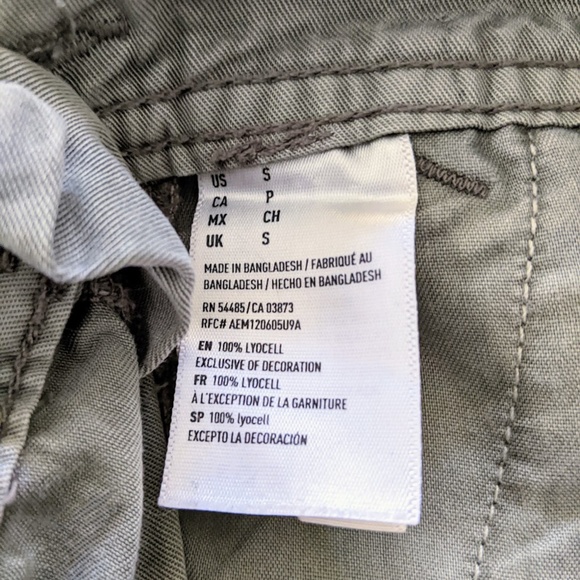 US S
CA P
MX CH
UK S
MADE IN BANGLADESH / FABRIQUÉ AU
BANGLADESH / HECHO EN BANGLADESH
RN 54485/CA 03873
RFC# AEM120605U9A
EN 100% LYOCELL
EXCLUSIVE OF DECORATION
FR 100% LYOCELL
À L'EXCEPTION DE LA GARNITURE
SP 100% lyocell
EXCEPTO LA DECORACIÓN